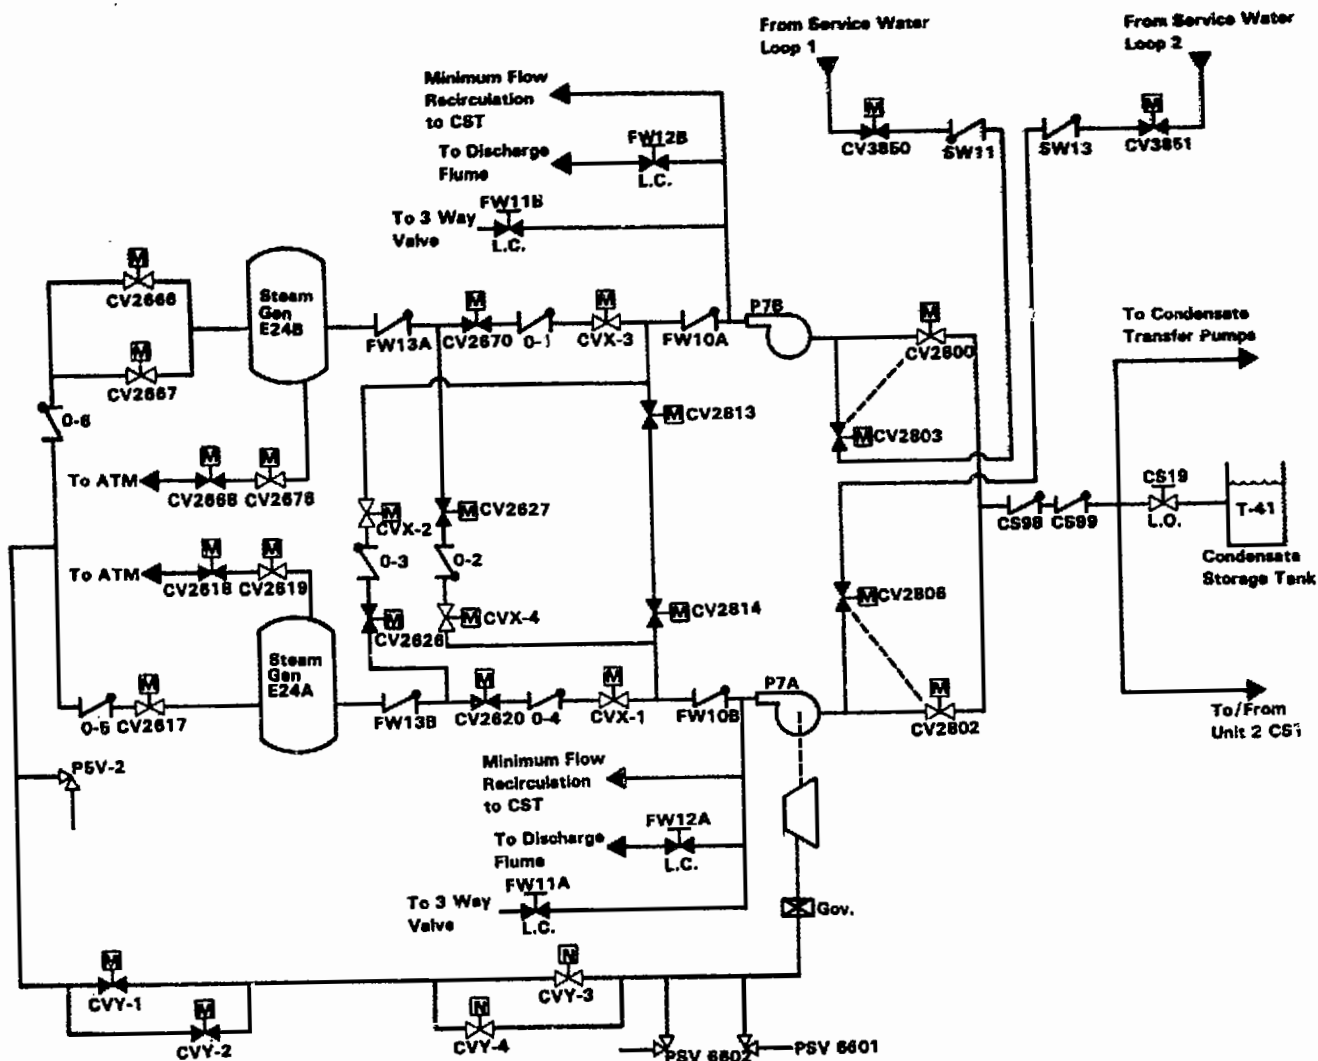 From Service Water
Loop 1
From Service Water
Loop 2
Minimum Flow
Recirculation
to CST
M
CV3850
SW11
SW13
M
CV3851
FW12B
To Discharge
Flume
L.C.
FW11B
To 3 Way
Valve
L.C.
M
CV2666
Steam
Gen
E24B
FW13A
M
CV2670
0-1
M
CVX-3
FW10A
P7B
M
CV2800
To Condensate
Transfer Pumps
M
CV2667
0-6
M CV2813
M CV2803
To ATM
M
CV2668
M
CV2676
M
CVX-2
M CV2627
CS98
CS99
CS19
L.O.
T-41
Condensate
Storage Tank
0-3
0-2
To ATM
M
CV2618
M
CV2619
M
CV2626
M CVX-4
M CV2814
M CV2806
0-5
M
CV2617
Steam
Gen
E24A
FW13B
M
CV2620
0-4
M
CVX-1
FW10B
P7A
M
CV2802
To/From
Unit 2 CST
PSV-2
Minimum Flow
Recirculation
to CST
FW12A
To Discharge
Flume
L.C.
FW11A
To 3 Way
Valve
L.C.
Gov.
M
CVY-1
M
CVY-2
N
CVY-3
N
CVY-4
PSV 6602
PSV 6601